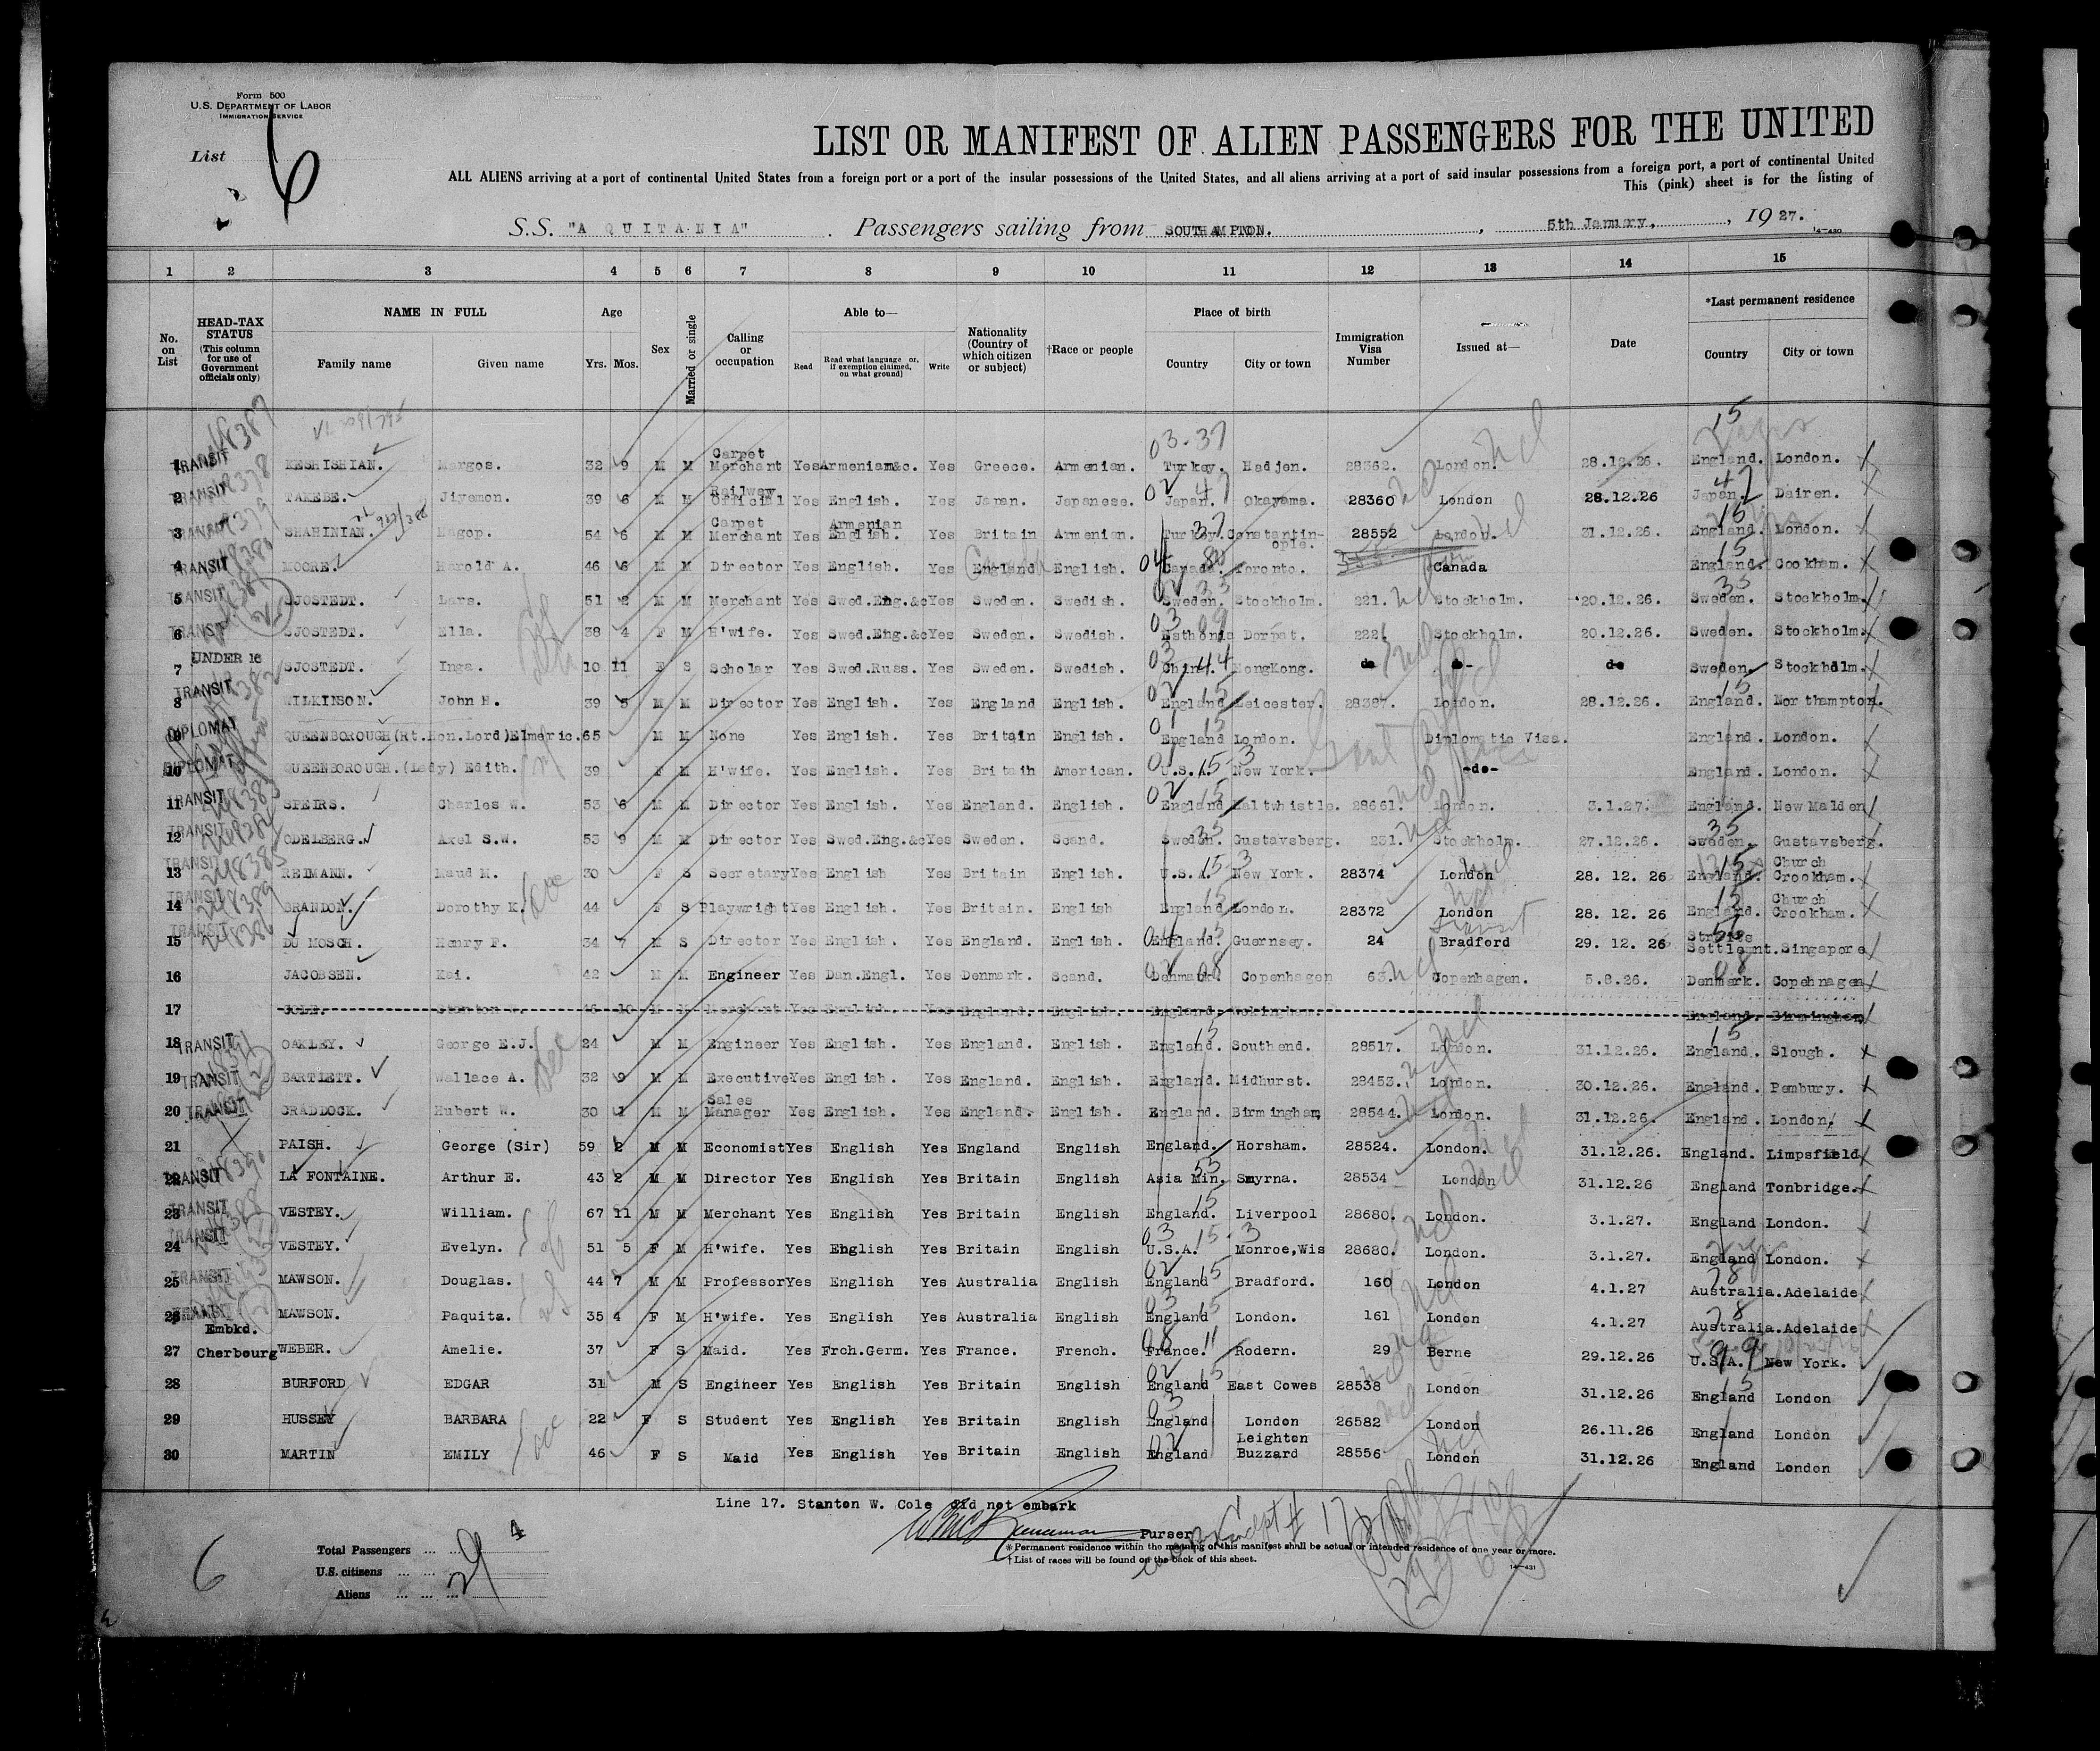 Form 500
U.S. DEPARTMENT OF LABOR
IMMIGRATION SERVICE
List 6
LIST OR MANIFEST OF ALIEN PASSENGERS FOR THE UNITED
ALL ALIENS arriving at a port of continental United States from a foreign port or a port of the insular possessions of the United States, and all aliens arriving at a port of said insular possessions from a foreign port, a port of continental United
This (pink) sheet is for the listing of
S.S. "AQUITANIA" . Passengers sailing from SOUTHAMPTON. , 5th January, , 1927.
14-430
1 2 3 4 5 6 7 8 9 10 11 12 13 14 15
No. on List HEAD-TAX STATUS (This column for use of Government officials only) NAME IN FULL Family name Given name Age Yrs. Mos. Sex Married or single Calling or occupation Able to— Read Read what language or, if exemption claimed, on what ground) Write Nationality (Country of which citizen or subject) †Race or people Place of birth Country City or town Immigration Visa Number Issued at— Date *Last permanent residence Country City or town
1 TRANSIT KESHISHIAN. Margos. 32 9 M M Carpet Merchant Yes Armenian&c. Yes Greece. Armenian. Turkey. Hadjen. 28362. London. 28.12.26. England. London.
2 TRANSIT TAKEBE. Jiyemon. 39 6 M M Railway Official Yes English. Yes Japan. Japanese. Japan. Okayama. 28360 London 28.12.26 Japan. Dairen.
3 TRANSIT SHAHINIAN. Hagop. 54 6 M M Carpet Merchant Yes Armenian English. Yes Britain Armenian. Turkey. Constantinople. 28552 London. 31.12.26. England. London.
4 TRANSIT MOORE. Harold A. 46 6 M M Director Yes English. Yes England English. Canada. Toronto. Canada England. Cookham.
5 TRANSIT SJOSTEDT. Lars. 51 2 M M Merchant Yes Swed.Eng.&c Yes Sweden. Swedish. Sweden. Stockholm. 221. Stockholm. 20.12.26. Sweden. Stockholm.
6 TRANSIT SJOSTEDT. Ella. 38 4 F M H'wife. Yes Swed.Eng.&c Yes Sweden. Swedish. Esthonia Dorpat. 222 Stockholm. 20.12.26. Sweden. Stockholm.
7 UNDER 16 SJOSTEDT. Inga. 10 11 F S Scholar Yes Swed.Russ. Yes Sweden. Swedish. China. HongKong. do do do Sweden. Stockholm.
8 TRANSIT WILKINSON. John H. 39 5 M M Director Yes English. Yes England English. England Leicester. 28387. London. 28.12.26. England. Northampton.
9 DIPLOMAT QUEENBOROUGH(Rt.Hon.Lord)Elmeric. 65 M M None Yes English. Yes Britain English. England London. Diplomatic Visa. England. London.
10 DIPLOMAT QUEENBOROUGH.(Lady) Edith. 39 F M H'wife. Yes English. Yes Britain American. U.S.A. New York. -do- England. London.
11 TRANSIT SPEIRS. Charles W. 53 6 M M Director Yes English. Yes England. English. England Haltwhistle. 28661. London. 3.1.27. England. New Malden
12 TRANSIT ODELBERG. Axel S.W. 53 9 M M Director Yes Swed.Eng.&c Yes Sweden. Scand. Sweden. Gustavsberg. 231. Stockholm. 27.12.26. Sweden. Gustavsberg.
13 TRANSIT REIMANN. Maud M. 30 F S Secretary Yes English Yes Britain English. U.S.A. New York. 28374 London 28. 12. 26 England. Church Crookham.
14 TRANSIT BRANDON. Dorothy K. 44 F S Playwright Yes English. Yes Britain. English England London. 28372 London 28. 12. 26 England. Church Crookham.
15 TRANSIT DU MOSCH. Henry F. 34 7 M S Director Yes English. Yes England. English. England. Guernsey. 24 Bradford 29. 12. 26 Straits Settlement. Singapore
16 JACOBSEN. Kei. 42 M M Engineer Yes Dan.Engl. Yes Denmark. Scand. Denmark. Copenhagen 63. Copenhagen. 5.8.26. Denmark. Copehnagen
17 COLE. Stanton W. 46 10 M M Merchant Yes English. Yes England. English. England. Wokingham. England. Birmingham
18 TRANSIT OAKLEY. George E.J. 24 M M Engineer Yes English. Yes England. English. England. Southend. 28517. London. 31.12.26. England. Slough.
19 TRANSIT BARTLETT. Wallace A. 32 9 M M Executive Yes English. Yes England. English. England. Midhurst. 28453. London. 30.12.26. England. Pembury.
20 TRANSIT CRADDOCK. Hubert W. 30 1 M M Sales Manager Yes English. Yes England. English. England. Birmingham, 28544. London. 31.12.26. England. London.
21 PAISH. George (Sir) 59 2 M M Economist Yes English Yes England English England. Horsham. 28524. London. 31.12.26. England. Limpsfield
22 TRANSIT LA FONTAINE. Arthur E. 43 2 M M Director Yes English Yes Britain English Asia Min. Smyrna. 28534 London 31.12.26 England Tonbridge.
23 TRANSIT VESTEY. William. 67 11 M M Merchant Yes English Yes Britain English England. Liverpool 28680. London. 3.1.27. England London.
24 TRANSIT VESTEY. Evelyn. 51 5 F M H'wife. Yes English Yes Britain English U.S.A. Monroe,Wis 28680. London. 3.1.27. England London.
25 TRANSIT MAWSON. Douglas. 44 7 M M Professor Yes English Yes Australia English England Bradford. 160 London 4.1.27 Australia. Adelaide
26 TRANSIT MAWSON. Paquita. 35 4 F M H'wife. Yes English Yes Australia English England London. 161 London 4.1.27 Australia. Adelaide
27 Embkd. Cherbourg WEBER. Amelie. 37 F S Maid. Yes Frch.Germ. Yes France. French. France. Rodern. 29 Berne 29.12.26 U.S.A. New York.
28 BURFORD EDGAR 31 M S Engineer Yes English Yes Britain English England East Cowes 28538 London 31.12.26 England London
29 HUSSEY BARBARA 22 F S Student Yes English Yes Britain English England London 26582 London 26.11.26 England London
30 MARTIN EMILY 46 F S Maid Yes English Yes Britain English England Leighton Buzzard 28556 London 31.12.26 England London
Line 17. Stanton W. Cole did not embark
Purser
* Permanent residence within the meaning of this manifest shall be actual or intended residence of one year or more.
† List of races will be found on the back of this sheet.
14-431
Total Passengers
U.S. citizens
Aliens
6